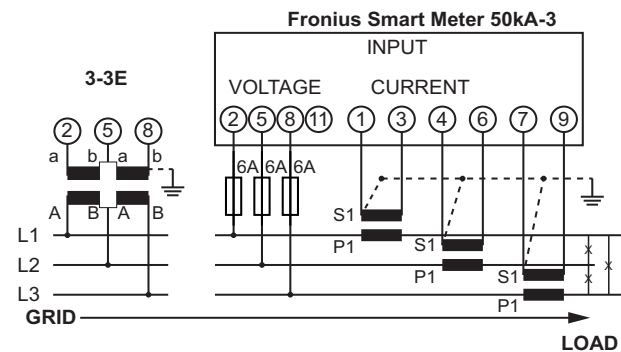 Fronius Smart Meter 50kA-3
INPUT
3-3E
VOLTAGE CURRENT
2 5 8 2 5 8 11 1 3 4 6 7 9
a b a b
6A 6A 6A
A B A B
S1
L1
P1 S1
L2
P1 S1
L3
P1
GRID
LOAD